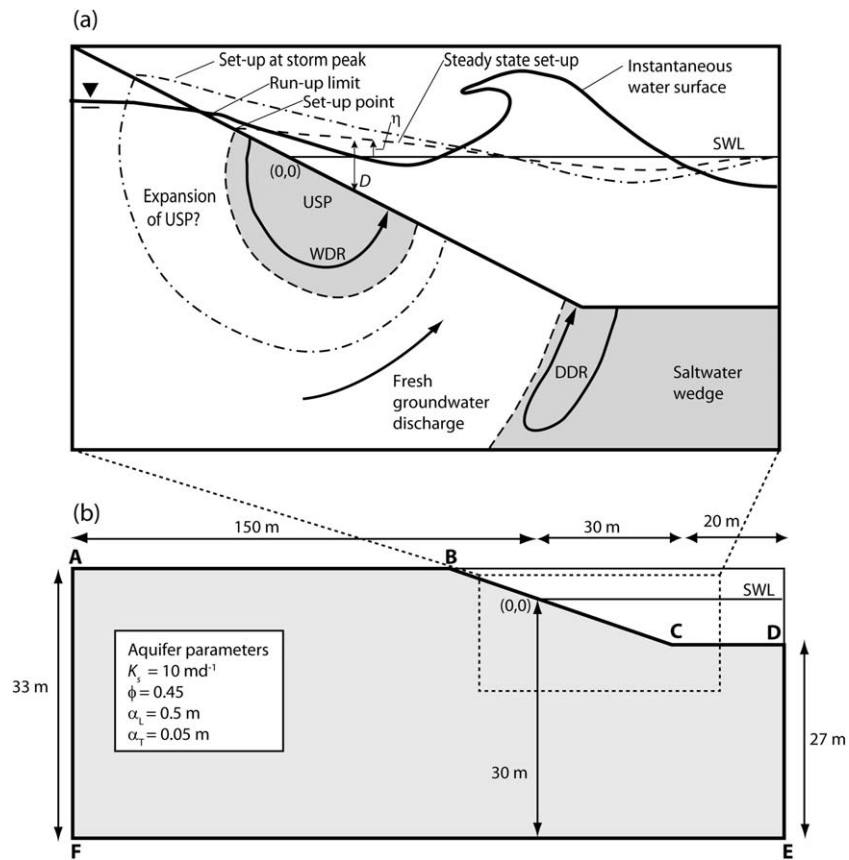 (a)
Set-up at storm peak
Run-up limit
Set-up point
Steady state set-up
Instantaneous
water surface
η
SWL
(0,0)
D
Expansion
of USP?
USP
WDR
Fresh
groundwater
discharge
DDR
Saltwater
wedge
(b)
150 m
30 m
20 m
A
B
SWL
(0,0)
C
D
Aquifer parameters
Kₛ = 10 md⁻¹
ϕ = 0.45
α_L = 0.5 m
α_T = 0.05 m
33 m
30 m
27 m
F
E